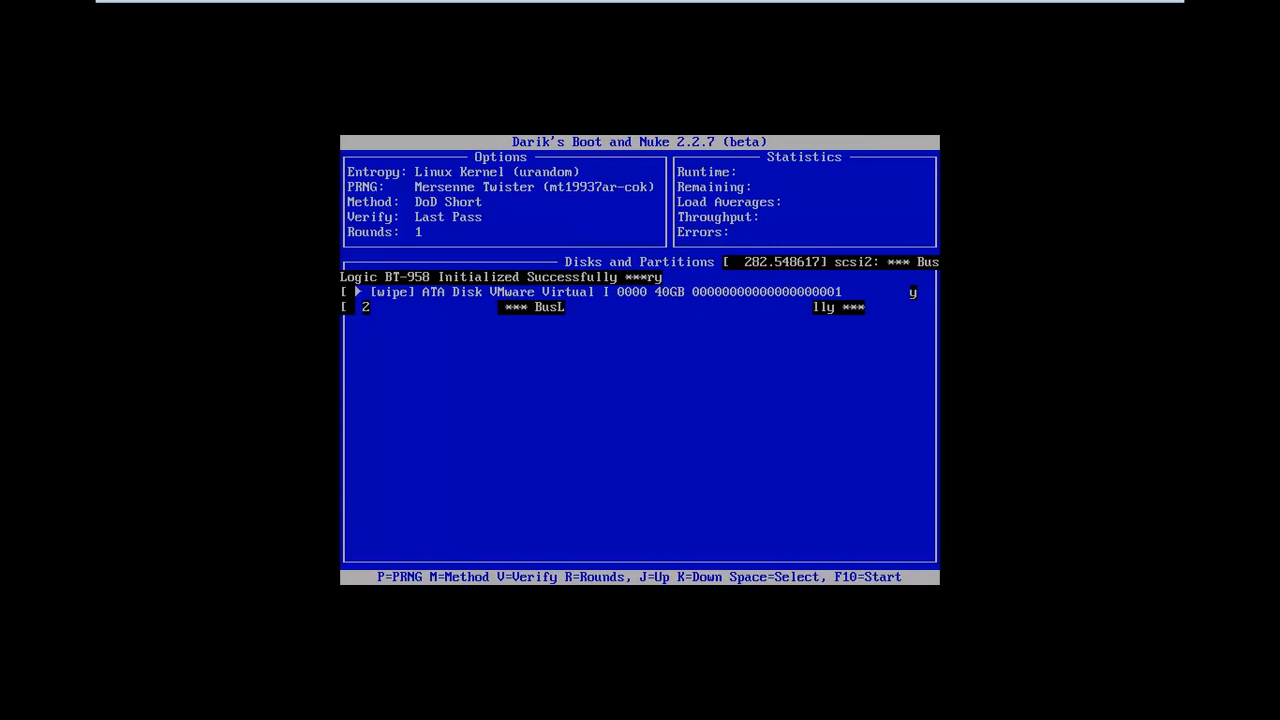 Darik's Boot and Nuke 2.2.7 (beta)
Options
Entropy: Linux Kernel (urandom)
PRNG: Mersenne Twister (mt19937ar-cok)
Method: DoD Short
Verify: Last Pass
Rounds: 1
Statistics
Runtime:
Remaining:
Load Averages:
Throughput:
Errors:
Disks and Partitions [ 282.548617] scsi2: *** Bus
Logic BT-958 Initialized Successfully ***ry
[ ▶ [wipe] ATA Disk VMware Virtual I 0000 40GB 00000000000000000001 y
[ 2 *** BusL lly ***
P=PRNG M=Method V=Verify R=Rounds, J=Up K=Down Space=Select, F10=Start